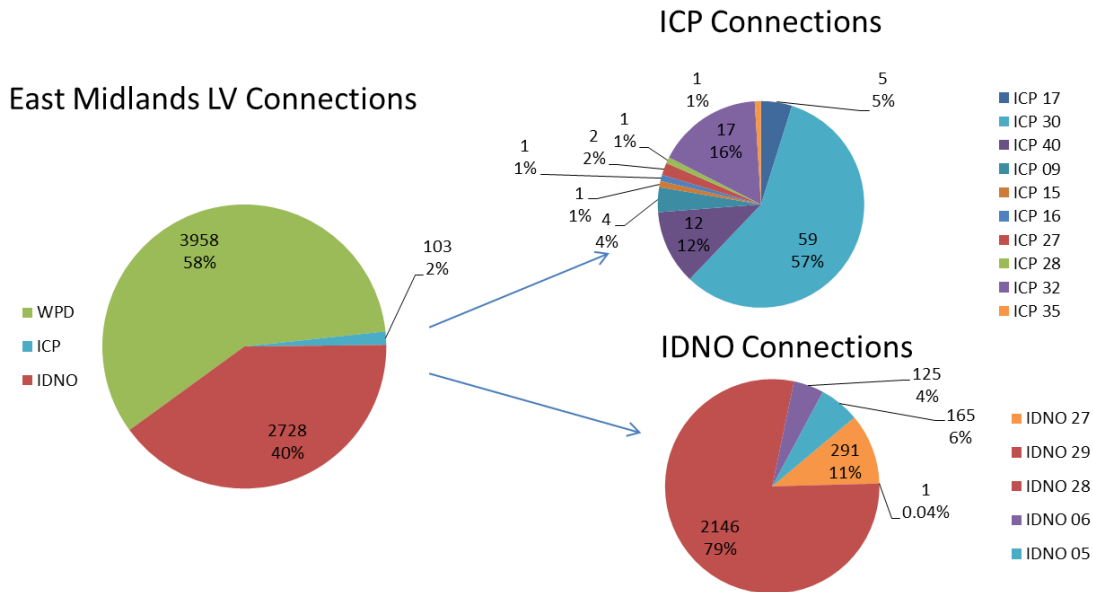 East Midlands LV Connections
WPD
ICP
IDNO
3958
58%
103
2%
2728
40%
ICP Connections
1
1%
5
5%
17
16%
1
1%
2
2%
1
1%
1
1%
4
4%
12
12%
59
57%
ICP 17
ICP 30
ICP 40
ICP 09
ICP 15
ICP 16
ICP 27
ICP 28
ICP 32
ICP 35
IDNO Connections
125
4%
165
6%
291
11%
1
0.04%
2146
79%
IDNO 27
IDNO 29
IDNO 28
IDNO 06
IDNO 05